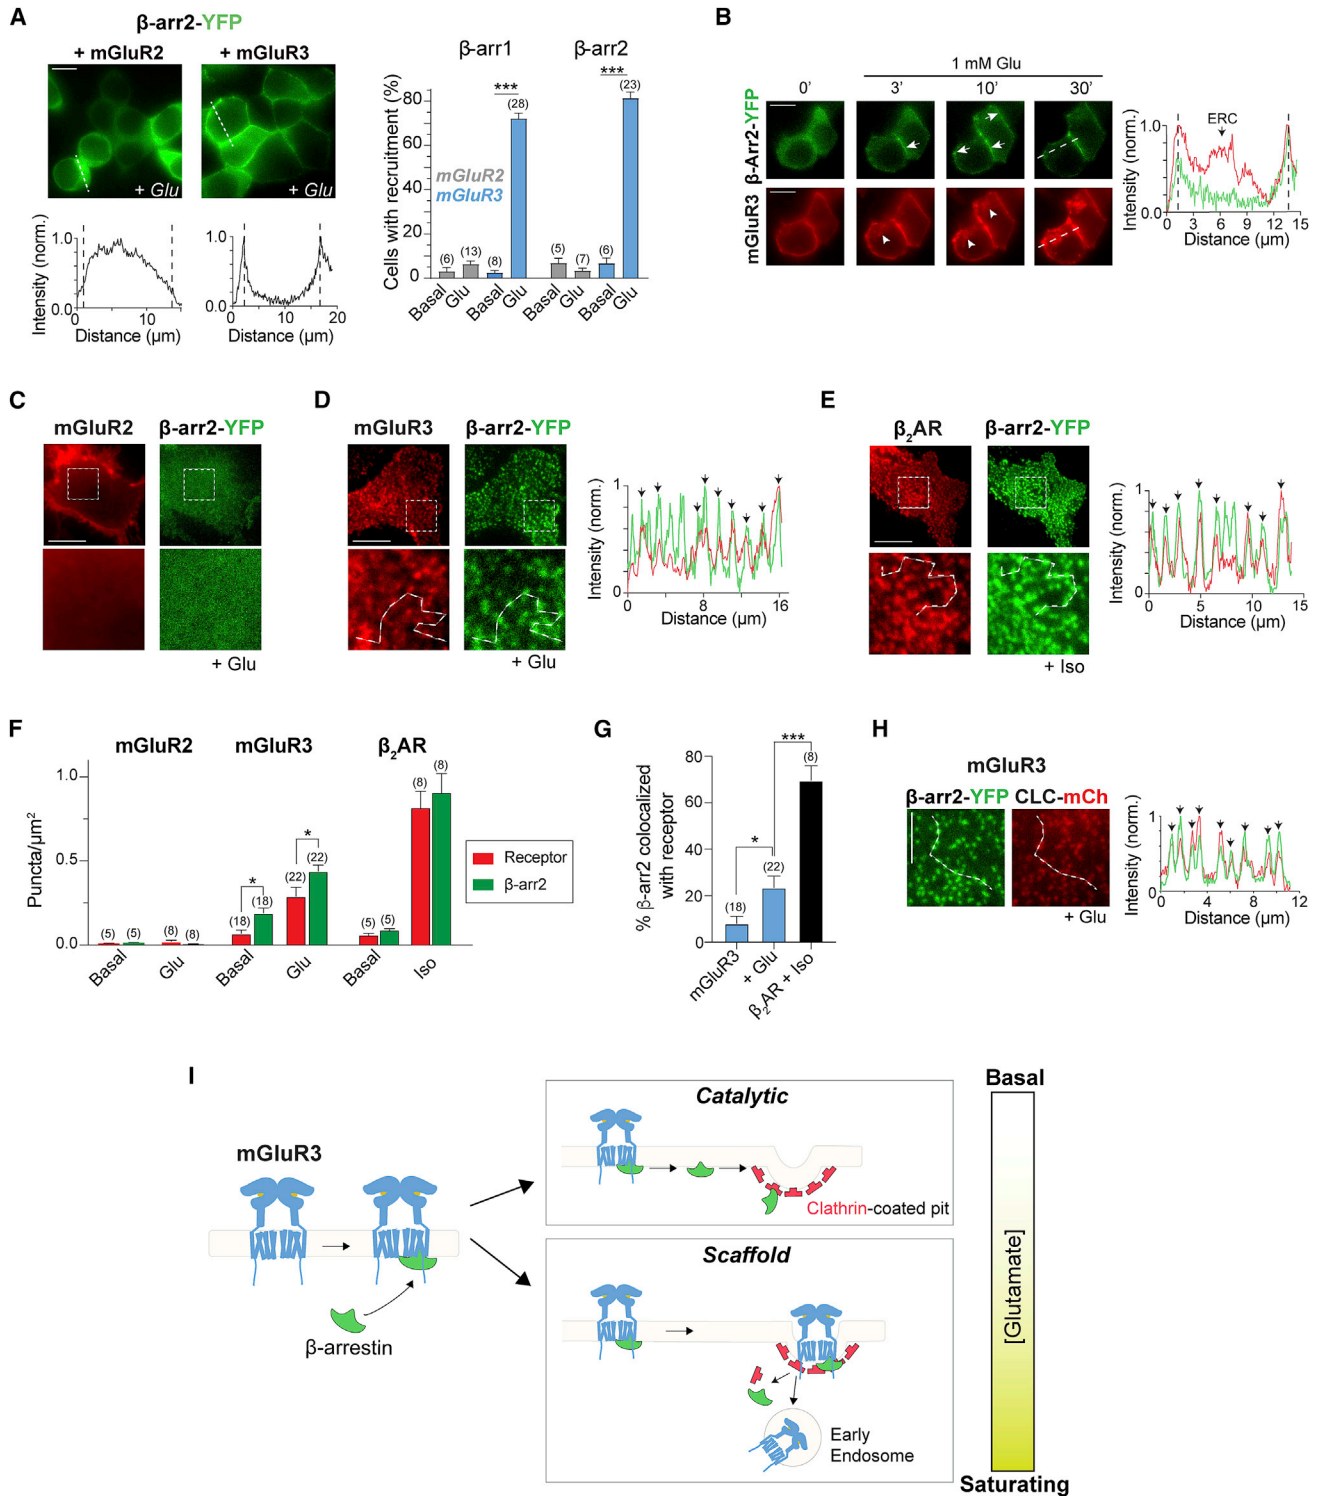 A
β-arr2-YFP
+ mGluR2
+ mGluR3
+ Glu
+ Glu
Intensity (norm.)
1.0
0.0
0
10
Distance (µm)
1.0
0.0
0
10
20
Distance (µm)
β-arr1
β-arr2
Cells with recruitment (%)
80
60
40
20
0
mGluR2
mGluR3
(6)
(13)
(8)
***
(28)
(5)
(7)
(6)
***
(23)
Basal
Glu
Basal
Glu
Basal
Glu
Basal
Glu
B
1 mM Glu
0'
3'
10'
30'
β-Arr2-YFP
mGluR3
Intensity (norm.)
1.0
0.0
ERC
0
3
6
9
12
15
Distance (µm)
C
mGluR2
β-arr2-YFP
+ Glu
D
mGluR3
β-arr2-YFP
+ Glu
Intensity (norm.)
1
0
0
8
16
Distance (µm)
E
β2AR
β-arr2-YFP
+ Iso
Intensity (norm.)
1
0
0
5
10
15
Distance (µm)
F
mGluR2
mGluR3
β2AR
Puncta/µm²
1.0
0.5
0.0
(5)
(5)
(8)
(8)
(18)
*
(18)
(22)
*
(22)
(5)
(5)
(8)
(8)
Basal
Glu
Basal
Glu
Basal
Iso
Receptor
β-arr2
G
% β-arr2 colocalized
with receptor
80
60
40
20
0
(18)
*
(22)
***
(8)
mGluR3
+ Glu
β2AR + Iso
H
mGluR3
β-arr2-YFP
CLC-mCh
+ Glu
Intensity (norm.)
1
0
0
4
8
12
Distance (µm)
I
mGluR3
β-arrestin
Catalytic
Clathrin-coated pit
Scaffold
Early
Endosome
Basal
[Glutamate]
Saturating